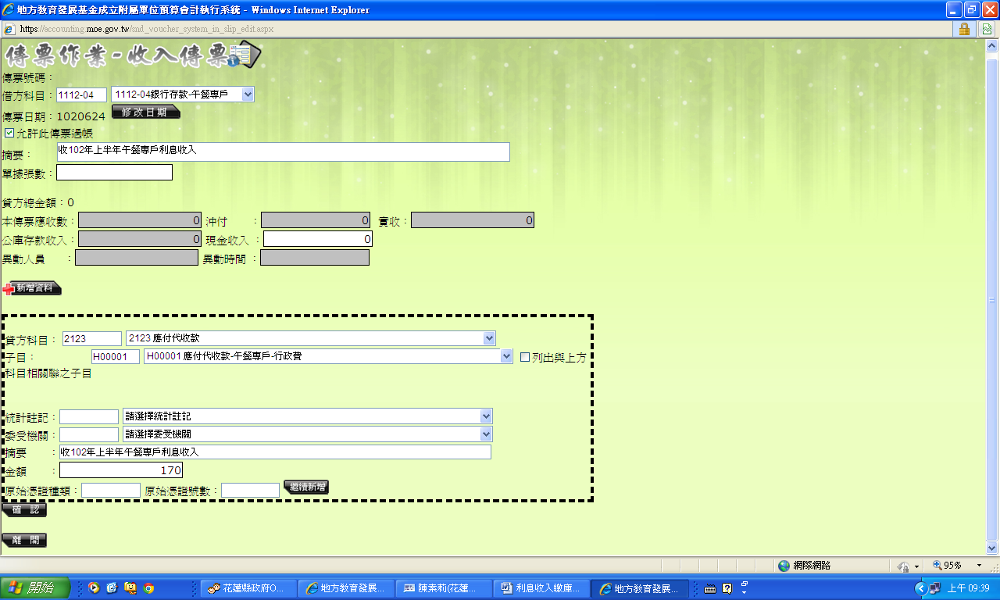 地方教育發展基金成立附屬單位預算會計執行系統 - Windows Internet Explorer
https://accounting.moe.gov.tw/snd_voucher_system_in_slip_edit.aspx
傳票作業-收入傳票
傳票號碼：
借方科目：1112-04 1112-04銀行存款-午餐專戶
傳票日期：1020624 修改日期
允許此傳票過帳
摘要： 收102年上半年午餐專戶利息收入
單據張數：
貸方總金額：0
本傳票應收數：0 沖付 ：0 實收：0
公庫存款收入：0 現金收入 ：0
異動人員 ： 異動時間 ：
新增資料
貸方科目： 2123 2123 應付代收款
子目： H00001 H00001 應付代收款-午餐專戶-行政費 列出與上方
科目相關聯之子目
統計註記： 請選擇統計註記
委受機關： 請選擇委受機關
摘要 ：收102年上半年午餐專戶利息收入
金額 ： 170
原始憑證種類： 原始憑證號數： 繼續新增
確 認
離 開
網際網路 95%
開始 花蓮縣政府O... 地方教育發展... 陳素莉(花蓮... 利息收入繳庫... 地方教育發展... 上午 09:39